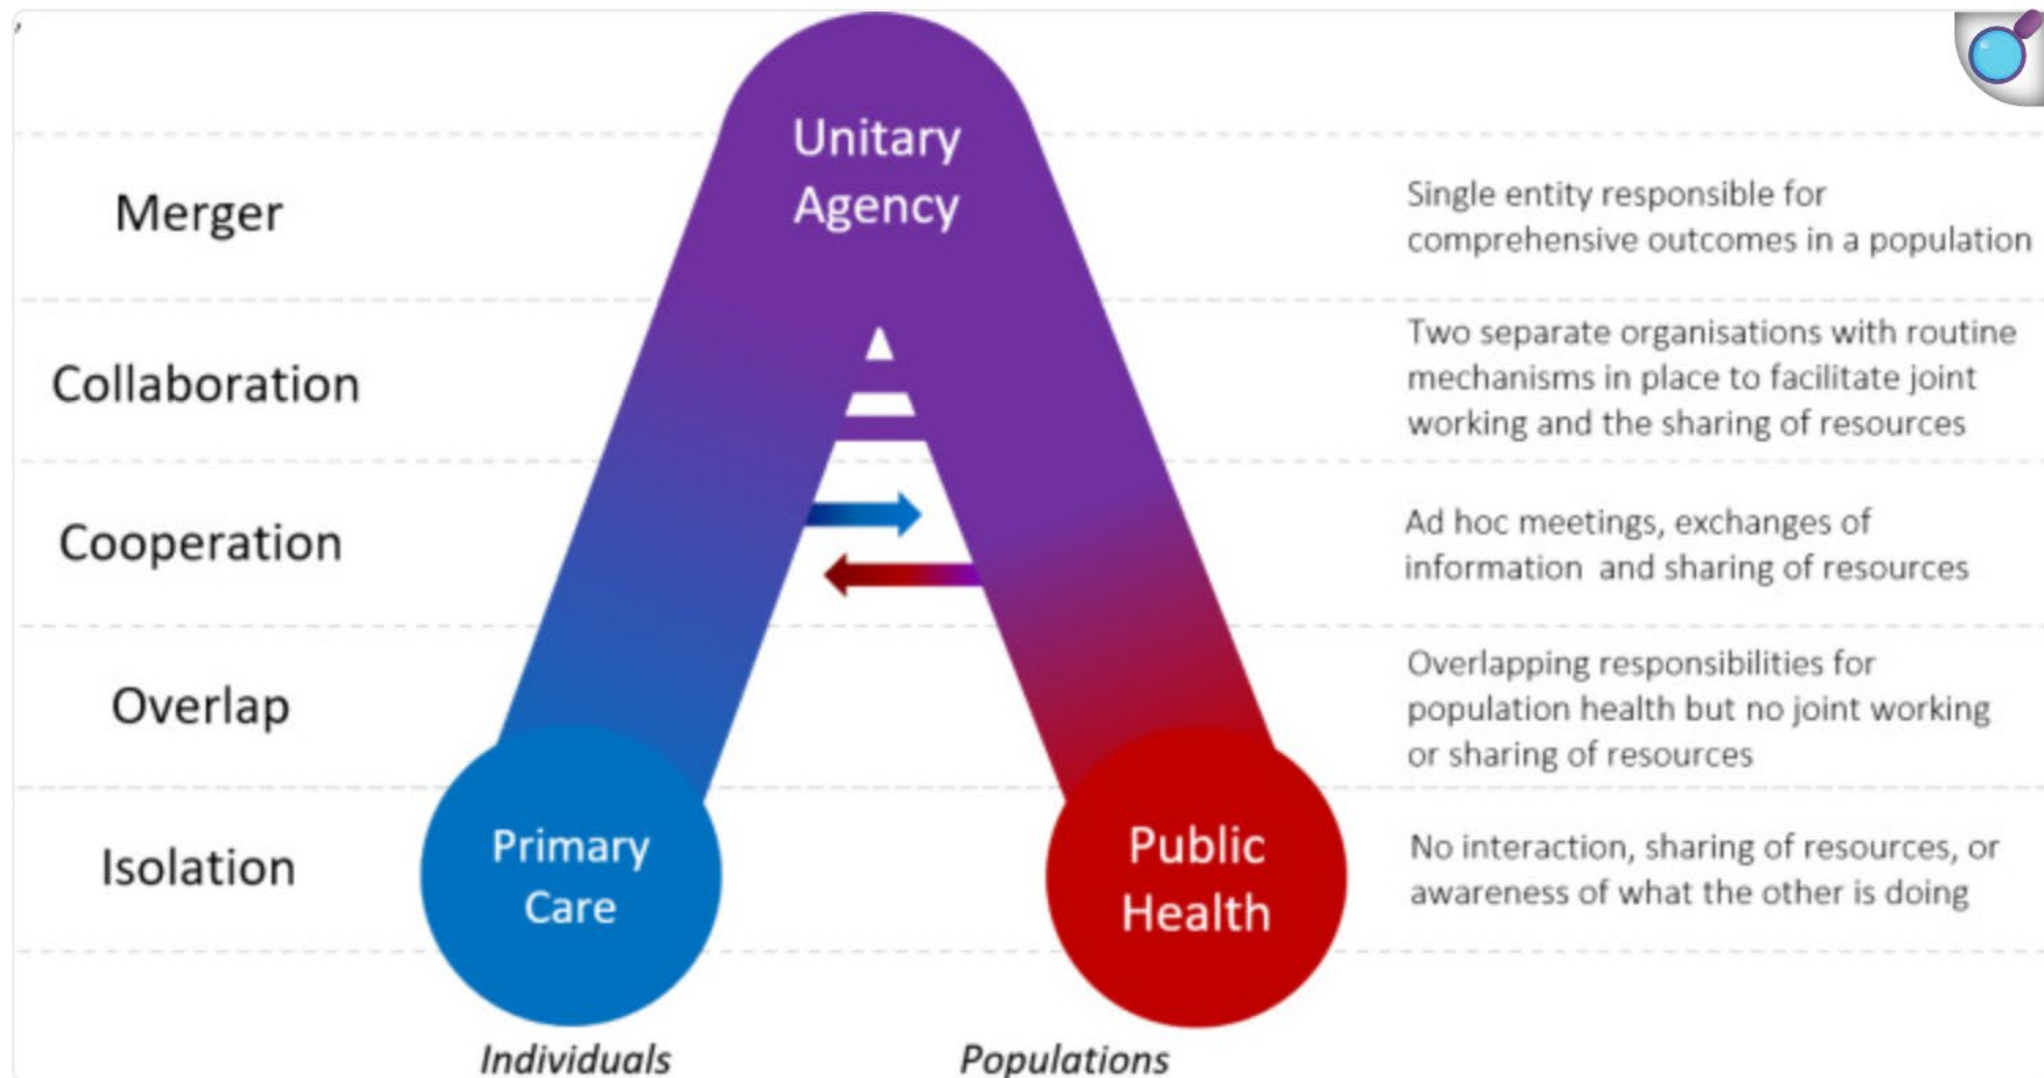 Unitary
Agency
Merger
Single entity responsible for
comprehensive outcomes in a population
Collaboration
Two separate organisations with routine
mechanisms in place to facilitate joint
working and the sharing of resources
Cooperation
Ad hoc meetings, exchanges of
information and sharing of resources
Overlap
Overlapping responsibilities for
population health but no joint working
or sharing of resources
Isolation
Primary
Care
Public
Health
No interaction, sharing of resources, or
awareness of what the other is doing
Individuals
Populations